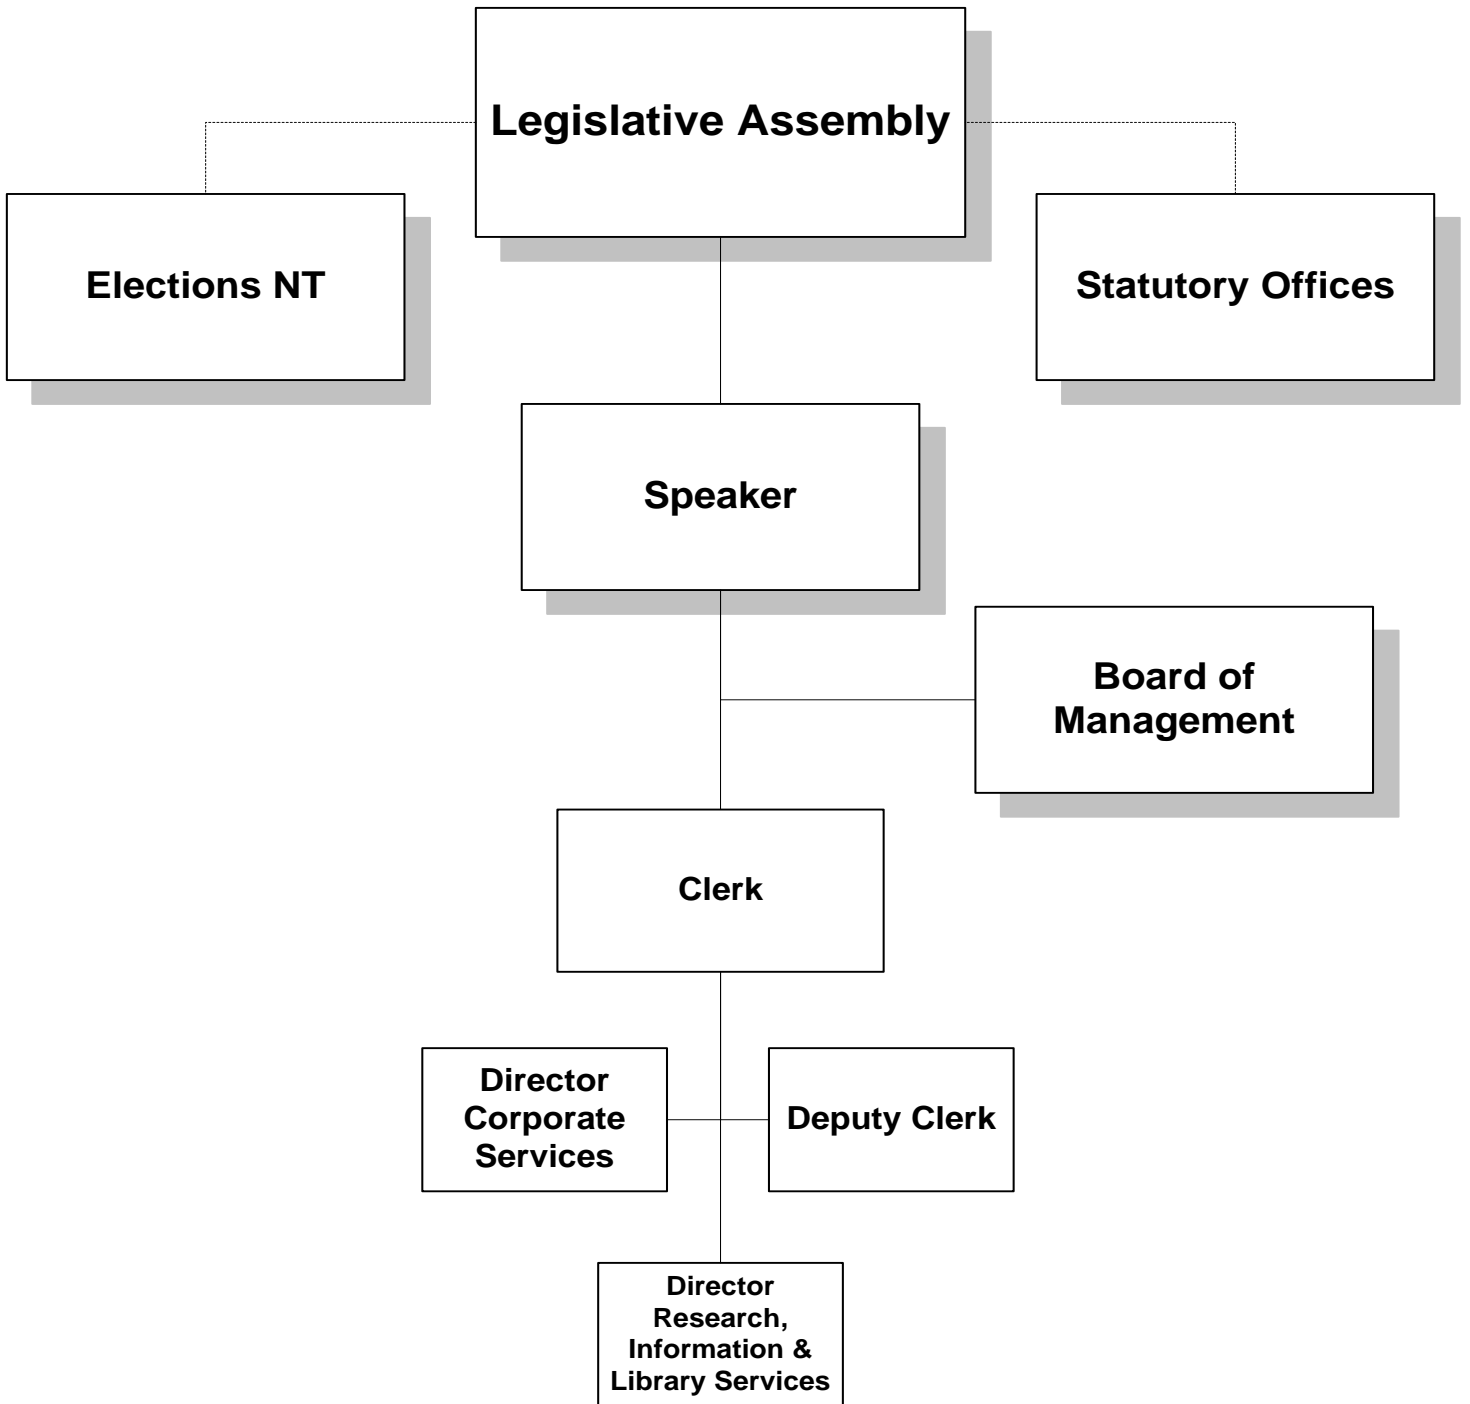 Legislative Assembly
Elections NT
Statutory Offices
Speaker
Board of
Management
Clerk
Director
Corporate
Services
Deputy Clerk
Director
Research,
Information &
Library Services